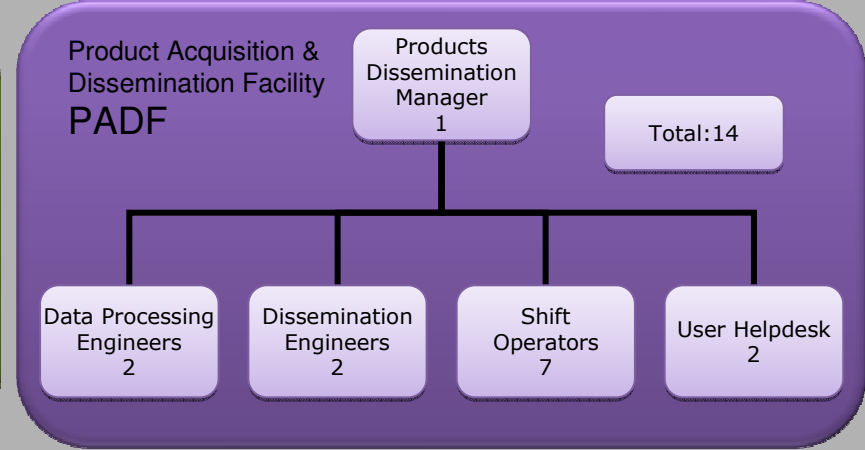 Product Acquisition &
Dissemination Facility
PADF
Products
Dissemination
Manager
1
Total:14
Data Processing
Engineers
2
Dissemination
Engineers
2
Shift
Operators
7
User Helpdesk
2